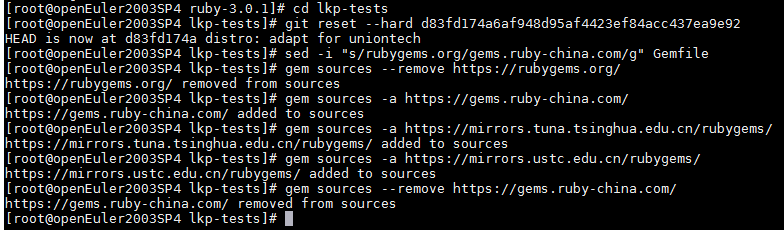 [root@openEuler2003SP4 ruby-3.0.1]# cd lkp-tests
[root@openEuler2003SP4 lkp-tests]# git reset --hard d83fd174a6af948d95af4423ef84acc437ea9e92
HEAD is now at d83fd174a distro: adapt for uniontech
[root@openEuler2003SP4 lkp-tests]# sed -i "s/rubygems.org/gems.ruby-china.com/g" Gemfile
[root@openEuler2003SP4 lkp-tests]# gem sources --remove https://rubygems.org/
https://rubygems.org/ removed from sources
[root@openEuler2003SP4 lkp-tests]# gem sources -a https://gems.ruby-china.com/
https://gems.ruby-china.com/ added to sources
[root@openEuler2003SP4 lkp-tests]# gem sources -a https://mirrors.tuna.tsinghua.edu.cn/rubygems/
https://mirrors.tuna.tsinghua.edu.cn/rubygems/ added to sources
[root@openEuler2003SP4 lkp-tests]# gem sources -a https://mirrors.ustc.edu.cn/rubygems/
https://mirrors.ustc.edu.cn/rubygems/ added to sources
[root@openEuler2003SP4 lkp-tests]# gem sources --remove https://gems.ruby-china.com/
https://gems.ruby-china.com/ removed from sources
[root@openEuler2003SP4 lkp-tests]#